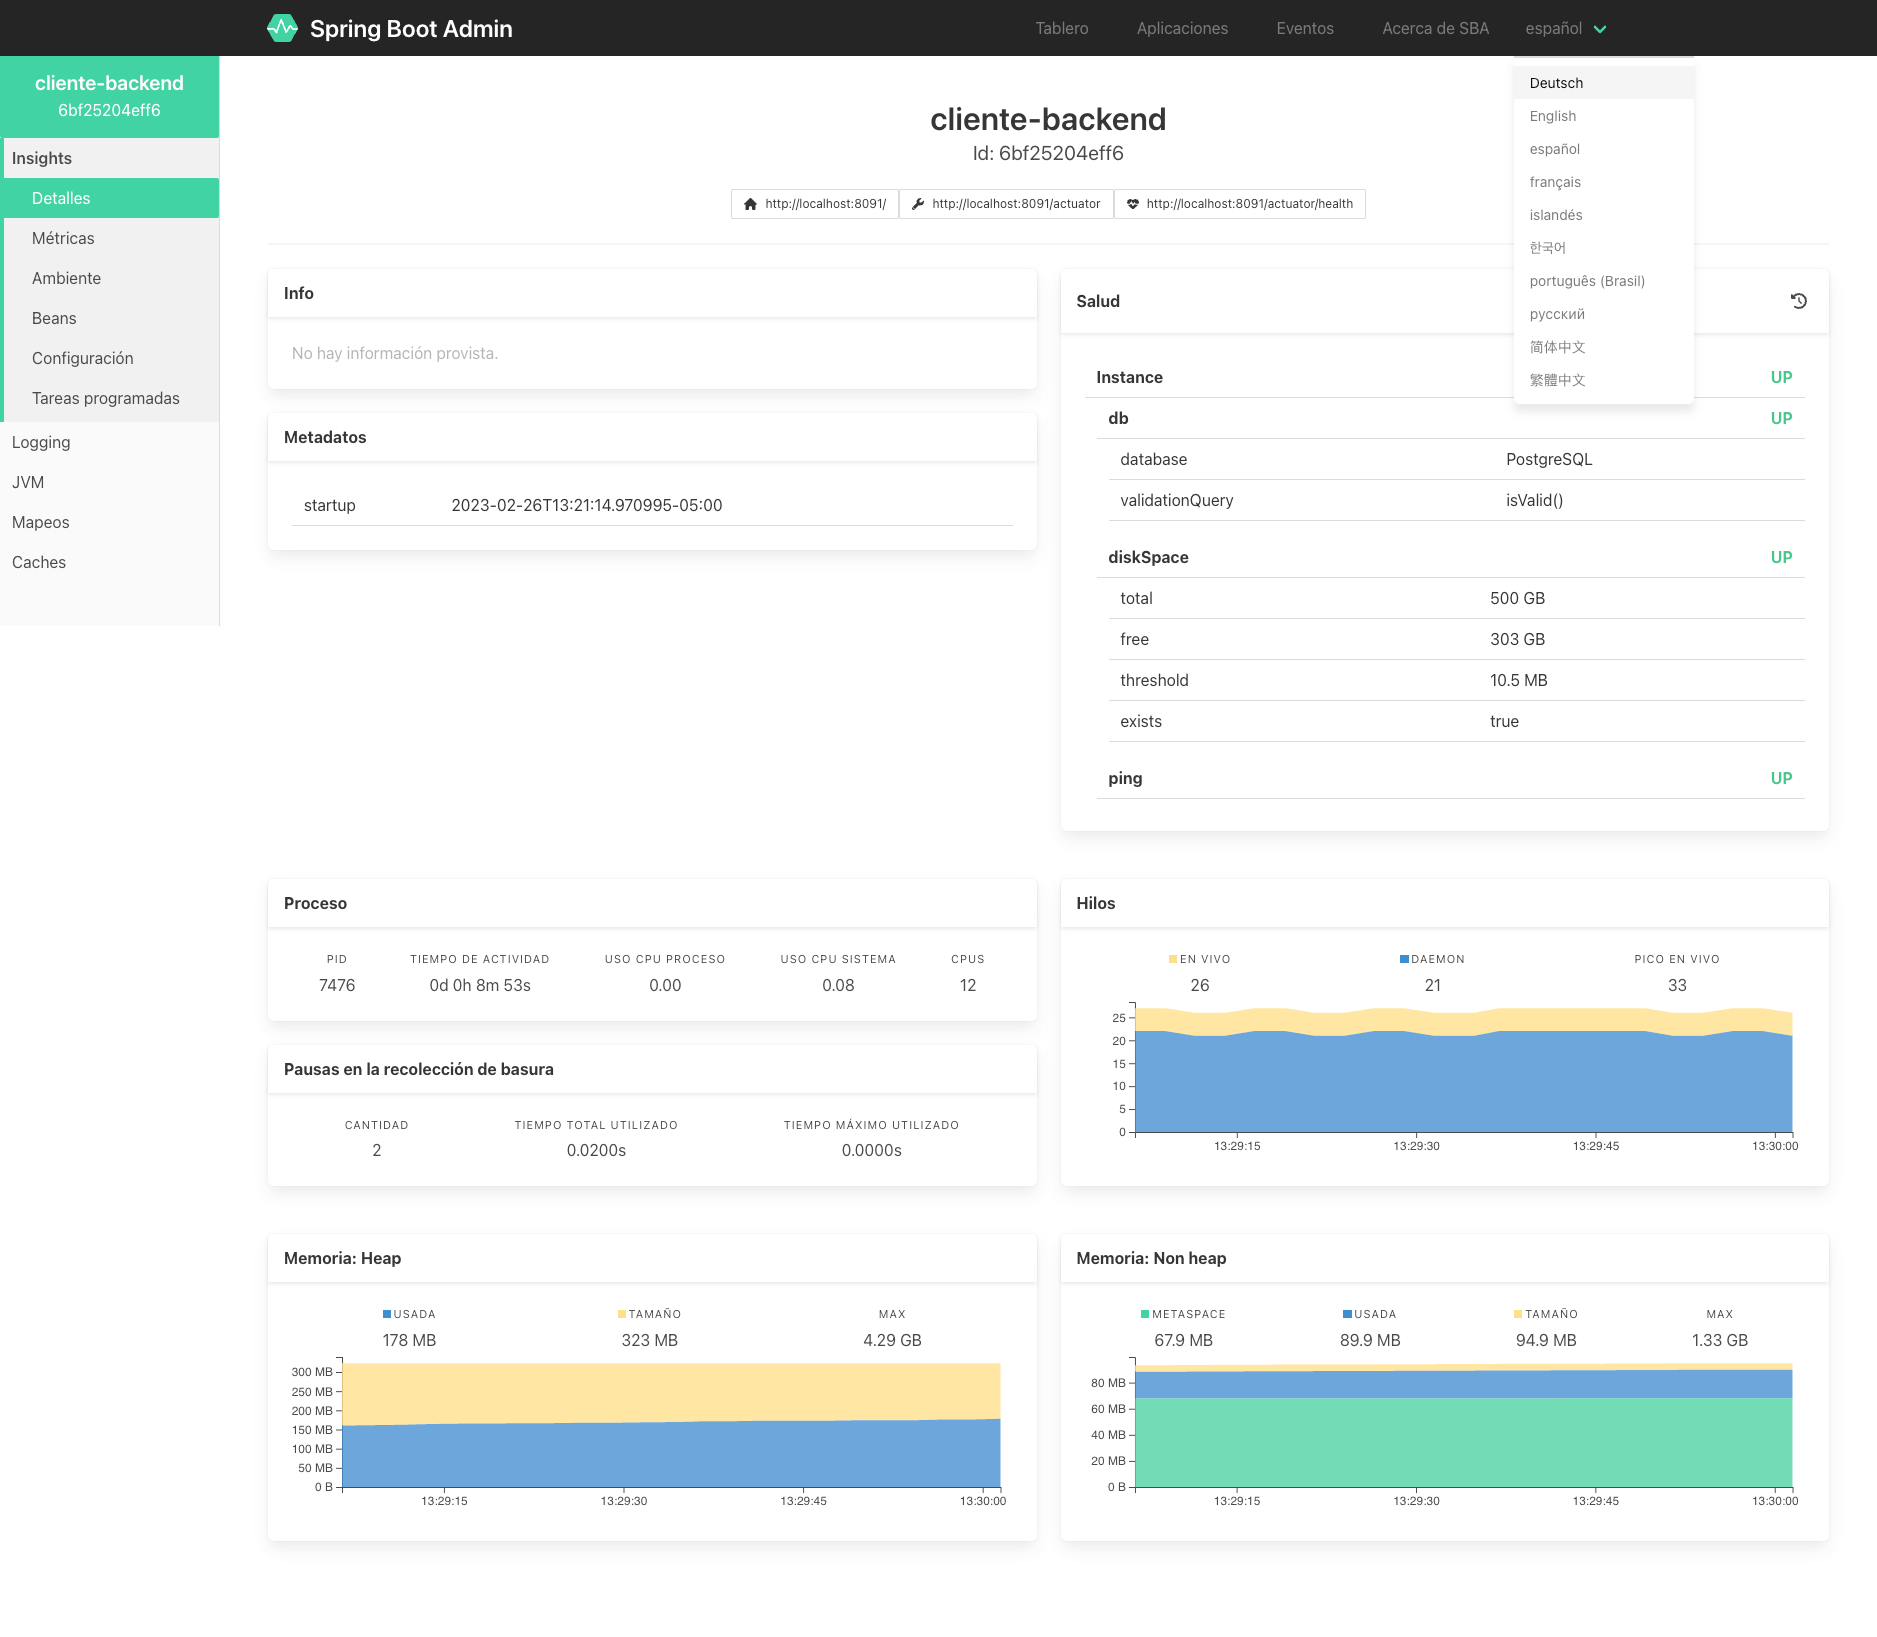 Spring Boot Admin
Tablero Aplicaciones Eventos Acerca de SBA español
cliente-backend
6bf25204eff6
Insights
Detalles
Métricas
Ambiente
Beans
Configuración
Tareas programadas
Logging
JVM
Mapeos
Caches
Deutsch
English
español
français
islandés
한국어
português (Brasil)
русский
简体中文
繁體中文
cliente-backend
Id: 6bf25204eff6
http://localhost:8091/ http://localhost:8091/actuator http://localhost:8091/actuator/health
Info
No hay información provista.
Metadatos
startup 2023-02-26T13:21:14.970995-05:00
Salud
Instance UP
db UP
database PostgreSQL
validationQuery isValid()
diskSpace UP
total 500 GB
free 303 GB
threshold 10.5 MB
exists true
ping UP
Proceso
PID TIEMPO DE ACTIVIDAD USO CPU PROCESO USO CPU SISTEMA CPUS
7476 0d 0h 8m 53s 0.00 0.08 12
Pausas en la recolección de basura
CANTIDAD TIEMPO TOTAL UTILIZADO TIEMPO MÁXIMO UTILIZADO
2 0.0200s 0.0000s
Hilos
EN VIVO DAEMON PICO EN VIVO
26 21 33
25
20
15
10
5
0
13:29:15 13:29:30 13:29:45 13:30:00
Memoria: Heap
USADA TAMAÑO MAX
178 MB 323 MB 4.29 GB
300 MB
250 MB
200 MB
150 MB
100 MB
50 MB
0 B
13:29:15 13:29:30 13:29:45 13:30:00
Memoria: Non heap
METASPACE USADA TAMAÑO MAX
67.9 MB 89.9 MB 94.9 MB 1.33 GB
80 MB
60 MB
40 MB
20 MB
0 B
13:29:15 13:29:30 13:29:45 13:30:00